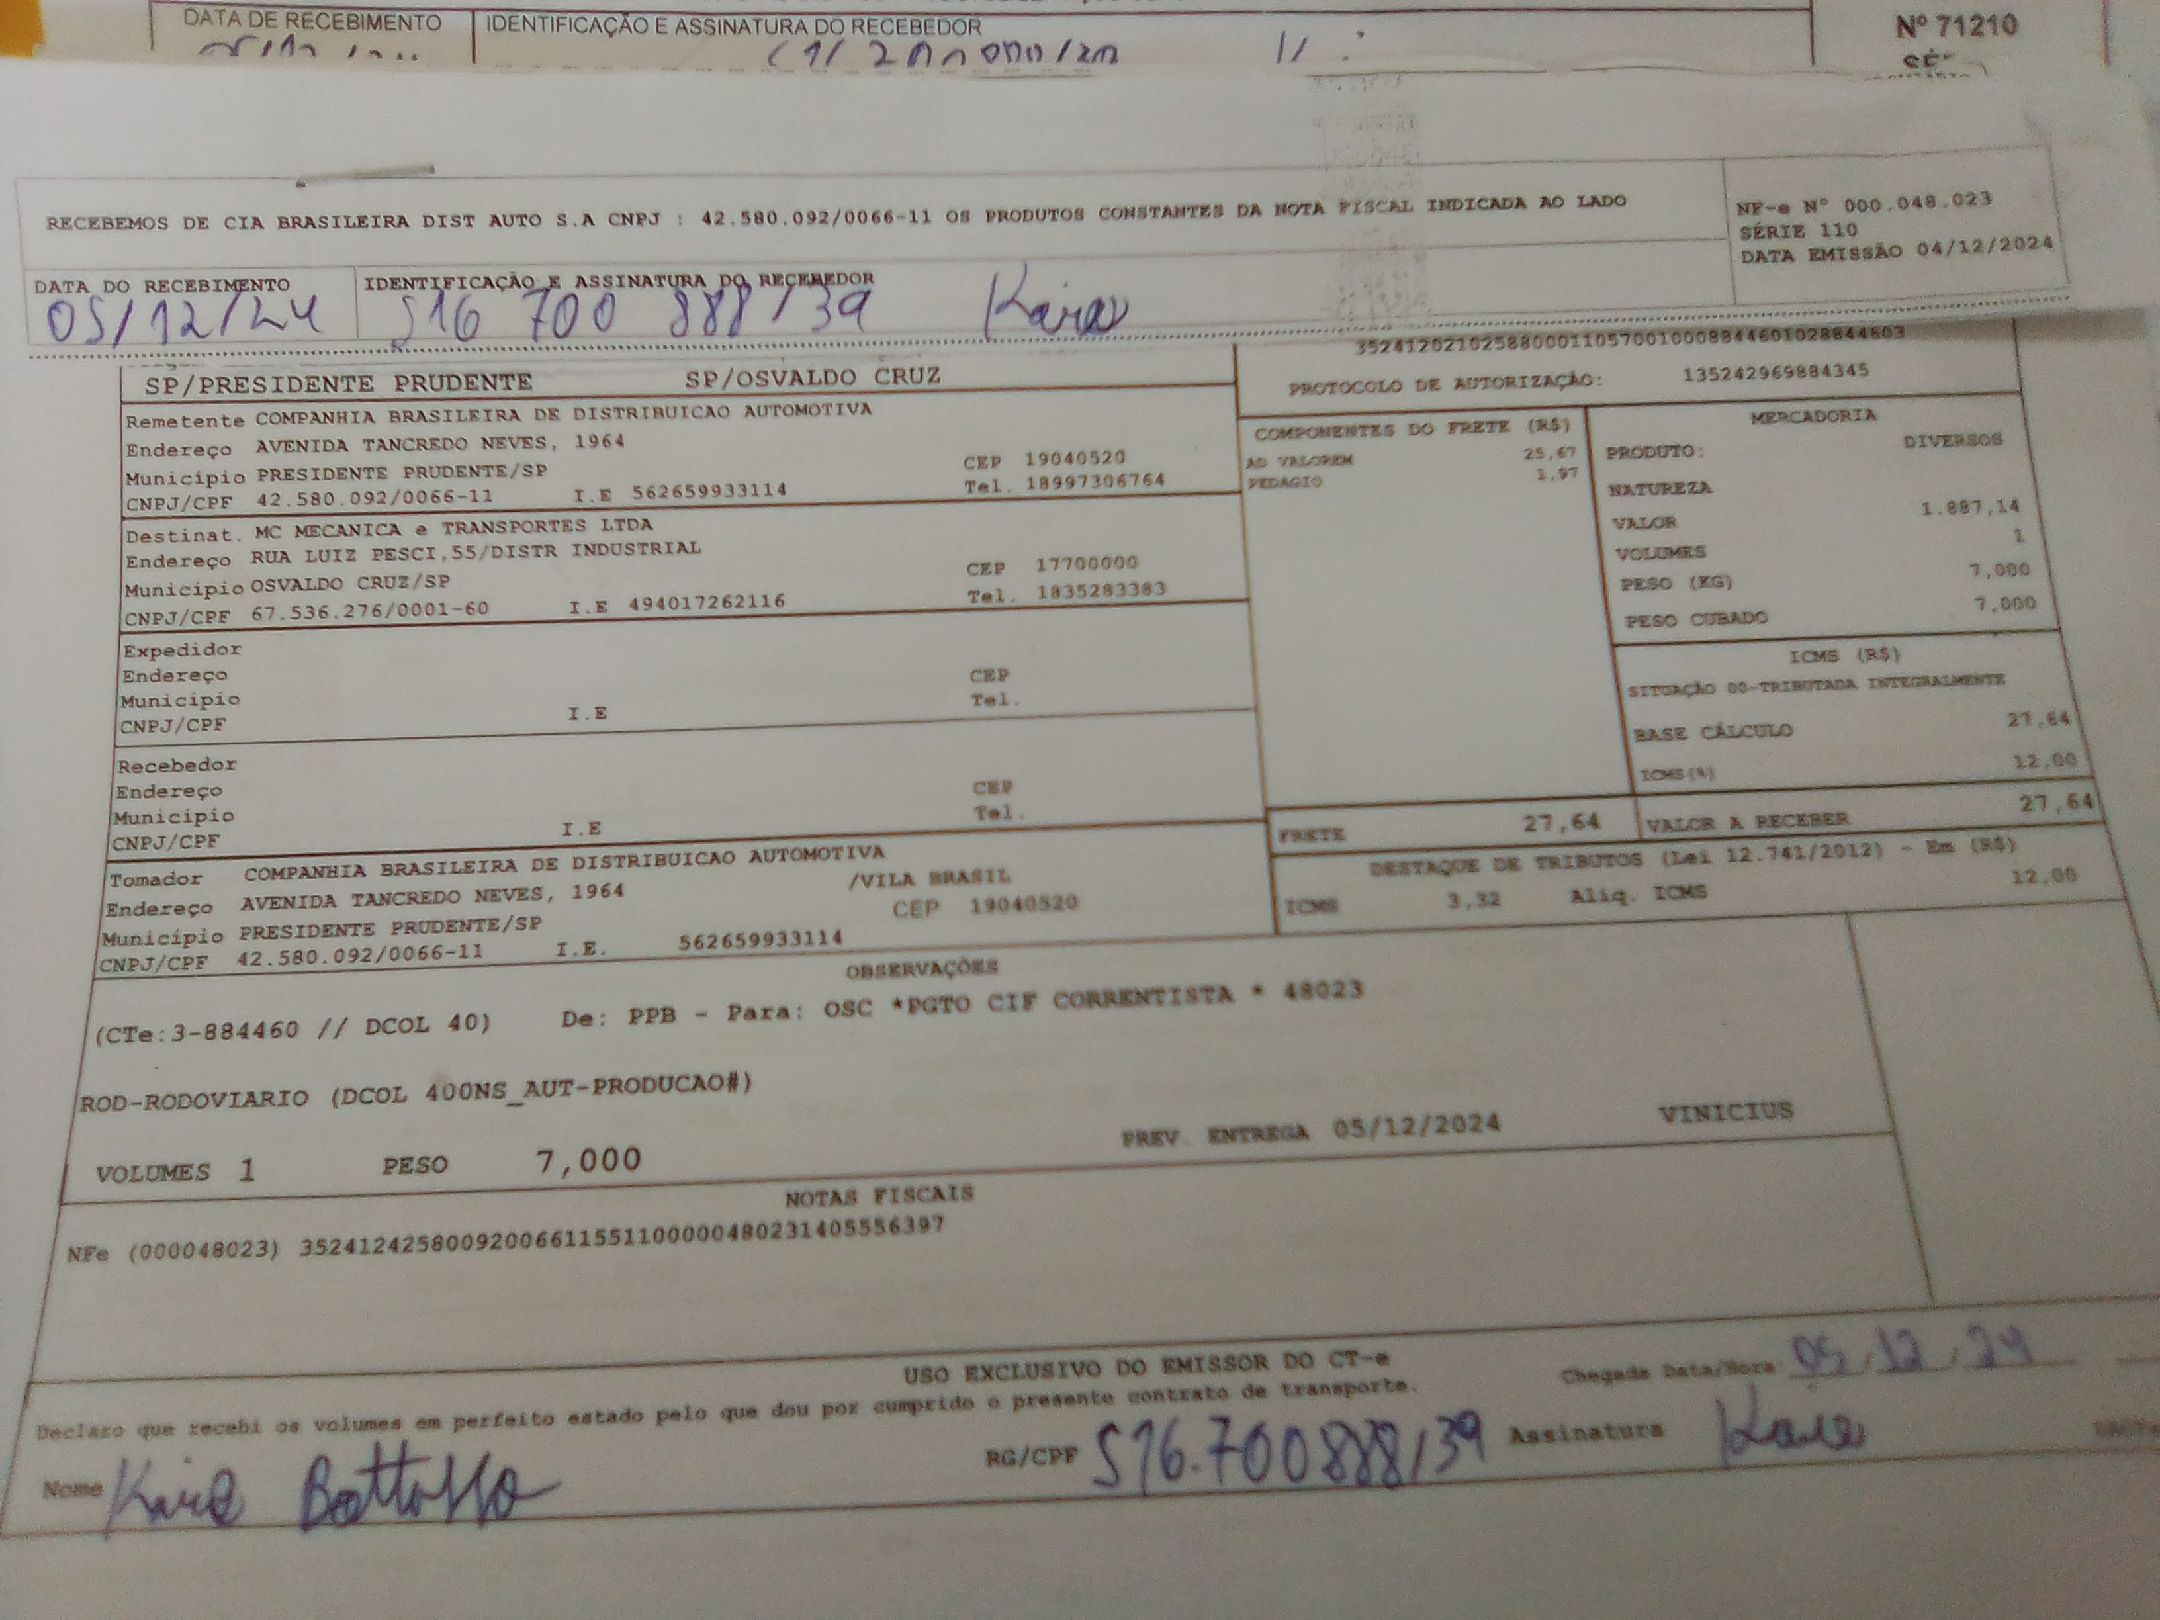 DATA DE RECEBIMENTO IDENTIFICAÇÃO E ASSINATURA DO RECEBEDOR Nº 71210
RECEBEMOS DE CIA BRASILEIRA DIST AUTO S.A CNPJ : 42.580.092/0066-11 OS PRODUTOS CONSTANTES DA NOTA FISCAL INDICADA AO LADO
NF-e Nº 000.048.023
SÉRIE 110
DATA EMISSÃO 04/12/2024
DATA DO RECEBIMENTO IDENTIFICAÇÃO E ASSINATURA DO RECEBEDOR
05/12/24 516 700 888/39
35241202102588000110570010008844601028844803
SP/PRESIDENTE PRUDENTE SP/OSVALDO CRUZ
PROTOCOLO DE AUTORIZAÇÃO: 135242969884345
Remetente COMPANHIA BRASILEIRA DE DISTRIBUICAO AUTOMOTIVA
Endereço AVENIDA TANCREDO NEVES, 1964
Município PRESIDENTE PRUDENTE/SP CEP 19040520
CNPJ/CPF 42.580.092/0066-11 I.E 562659933114 Tel. 18997306764
Destinat. MC MECANICA e TRANSPORTES LTDA
Endereço RUA LUIZ PESCI,55/DISTR INDUSTRIAL
Município OSVALDO CRUZ/SP CEP 17700000
CNPJ/CPF 67.536.276/0001-60 I.E 494017262116 Tel. 1835283383
Expedidor
Endereço CEP
Município Tel.
CNPJ/CPF I.E
Recebedor
Endereço CEP
Município Tel.
CNPJ/CPF I.E
Tomador COMPANHIA BRASILEIRA DE DISTRIBUICAO AUTOMOTIVA
Endereço AVENIDA TANCREDO NEVES, 1964 /VILA BRASIL
Município PRESIDENTE PRUDENTE/SP CEP 19040520
CNPJ/CPF 42.580.092/0066-11 I.E. 562659933114
COMPONENTES DO FRETE (R$)
AD VALOREM 25,67
PEDAGIO 1,97
MERCADORIA
PRODUTO: DIVERSOS
NATUREZA
VALOR 1.887,14
VOLUMES 1
PESO (KG) 7,000
PESO CUBADO 7,000
ICMS (R$)
SITUAÇÃO 00-TRIBUTADA INTEGRALMENTE
BASE CÁLCULO 27,64
ICMS(%) 12,00
FRETE 27,64 VALOR A RECEBER 27,64
DESTAQUE DE TRIBUTOS (Lei 12.741/2012) - Em (R$)
ICMS 3,32 Aliq. ICMS 12,00
OBSERVAÇÕES
(CTe:3-884460 // DCOL 40) De: PPB - Para: OSC *PGTO CIF CORRENTISTA * 48023
ROD-RODOVIARIO (DCOL 400NS_AUT-PRODUCAO#)
VOLUMES 1 PESO 7,000 PREV. ENTREGA 05/12/2024 VINICIUS
NOTAS FISCAIS
NFe (000048023) 35241242580092006611551100000480231405556397
USO EXCLUSIVO DO EMISSOR DO CT-e
Declaro que recebi os volumes em perfeito estado pelo que dou por cumprido o presente contrato de transporte.
Chegada Data/Hora 05,12,24
Nome RG/CPF 516.700888/39 Assinatura